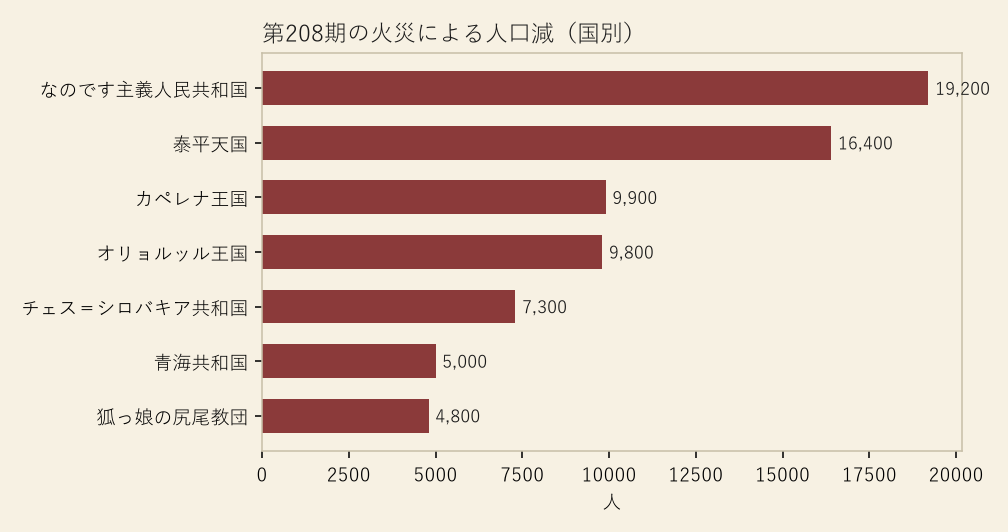 第208期の火災による人口減（国別）
なのです主義人民共和国 19,200
泰平天国 16,400
カペレナ王国 9,900
オリョルッル王国 9,800
チェス＝シロバキア共和国 7,300
青海共和国 5,000
狐っ娘の尻尾教団 4,800
0 2500 5000 7500 10000 12500 15000 17500 20000
人